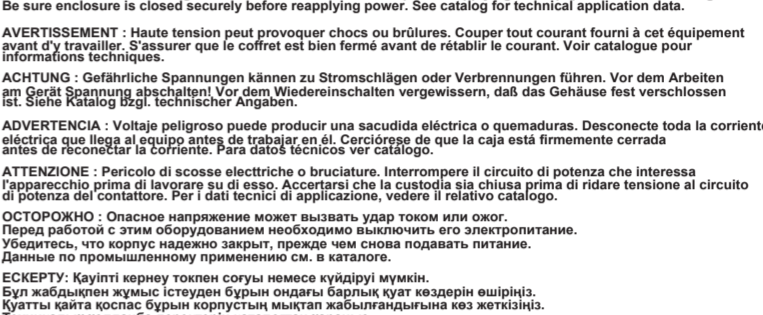 Be sure enclosure is closed securely before reapplying power. See catalog for technical application data.
AVERTISSEMENT : Haute tension peut provoquer chocs ou brûlures. Couper tout courant fourni à cet équipement
avant d'y travailler. S'assurer que le coffret est bien fermé avant de rétablir le courant. Voir catalogue pour
informations techniques.
ACHTUNG : Gefährliche Spannungen kännen zu Stromschlägen oder Verbrennungen führen. Vor dem Arbeiten
am Gerät Spannung abschalten! Vor dem Wiedereinschalten vergewissern, daß das Gehäuse fest verschlossen
ist. Siehe Katalog bzgl. technischer Angaben.
ADVERTENCIA : Voltaje peligroso puede producir una sacudida eléctrica o quemaduras. Desconecte toda la corriente
eléctrica que llega al equipo antes de trabajar en él. Cerciórese de que la caja está firmemente cerrada
antes de reconectar la corriente. Para datos técnicos ver catálogo.
ATTENZIONE : Pericolo di scosse electtriche o bruciature. Interrompere il circuito di potenza che interessa
l'apparecchio prima di lavorare su di esso. Accertarsi che la custodia sia chiusa prima di ridare tensione al circuito
di potenza del contattore. Per i dati tecnici di applicazione, vedere il relativo catalogo.
ОСТОРОЖНО : Опасное напряжение может вызвать удар током или ожог.
Перед работой с этим оборудованием необходимо выключить его электропитание.
Убедитесь, что корпус надежно закрыт, прежде чем снова подавать питание.
Данные по промышленному применению см. в каталоге.
ЕСКЕРТУ: Қауіпті кернеу токпен соғуы немесе күйдіруі мүмкін.
Бұл жабдықпен жұмыс істеуден бұрын ондағы барлық қуат көздерін өшіріңіз.
Қуатты қайта қоспас бұрын корпустың мықтап жабылғандығына көз жеткізіңіз.